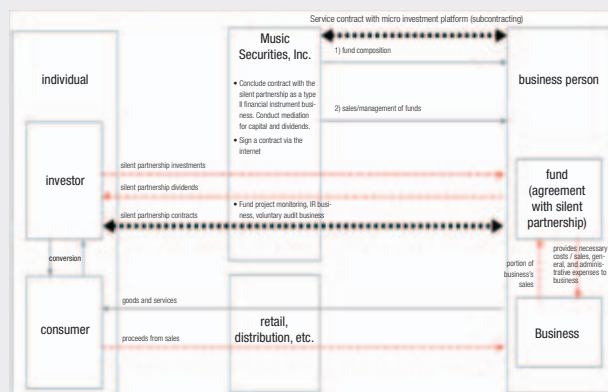 Service contract with micro investment platform (subcontracting)
individual
Music
Securities, Inc.
• Conclude contract with the
silent partnership as a type
II financial instrument busi-
ness. Conduct mediation
for capital and dividends.
• Sign a contract via the
internet
1) fund composition
2) sales/management of funds
business person
investor
silent partnership investments
silent partnership dividends
silent partnership contracts
• Fund project monitoring, IR busi-
ness, voluntary audit business
fund
(agreement
with silent
partnership)
conversion
portion of
business's
sales
provides necessary
costs / sales, gen-
eral, and adminis-
trative expenses to
business
consumer
goods and services
proceeds from sales
retail,
distribution, etc.
Business